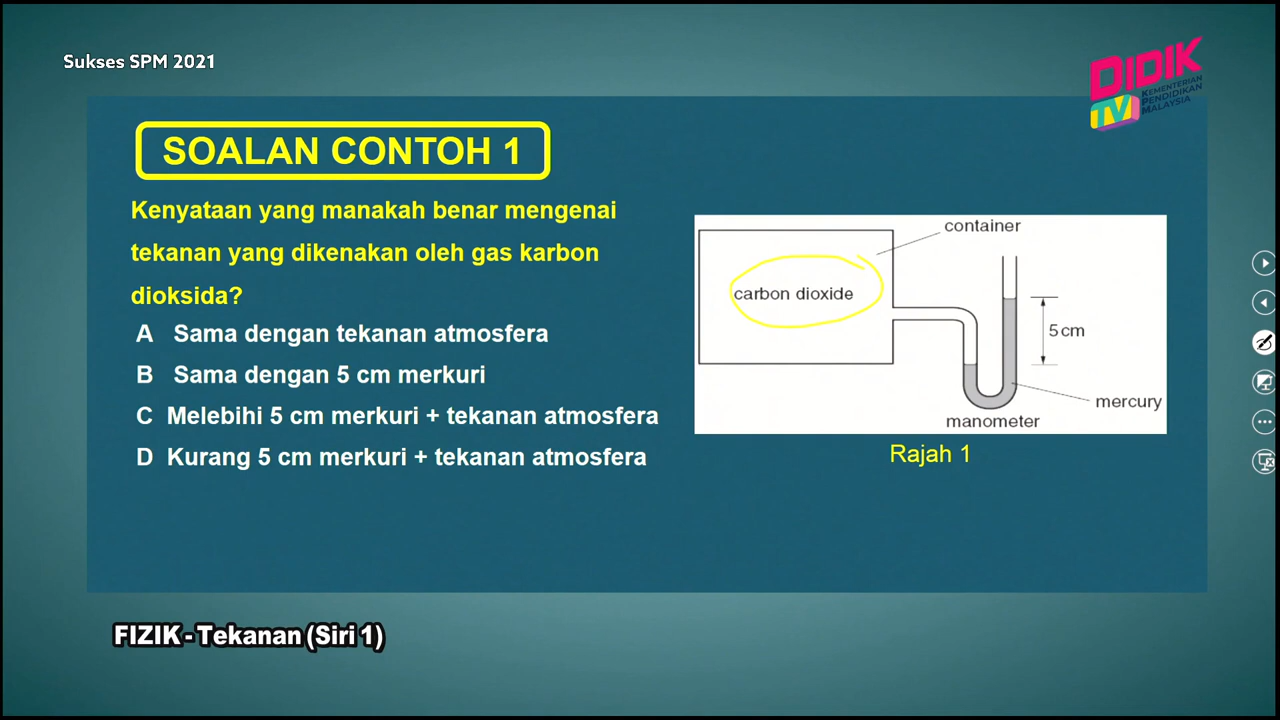 Sukses SPM 2021
DIDIK
TV
KEMENTERIAN
PENDIDIKAN
MALAYSIA
SOALAN CONTOH 1
Kenyataan yang manakah benar mengenai
tekanan yang dikenakan oleh gas karbon
dioksida?
A Sama dengan tekanan atmosfera
B Sama dengan 5 cm merkuri
C Melebihi 5 cm merkuri + tekanan atmosfera
D Kurang 5 cm merkuri + tekanan atmosfera
container
carbon dioxide
5 cm
mercury
manometer
Rajah 1
FIZIK - Tekanan (Siri 1)